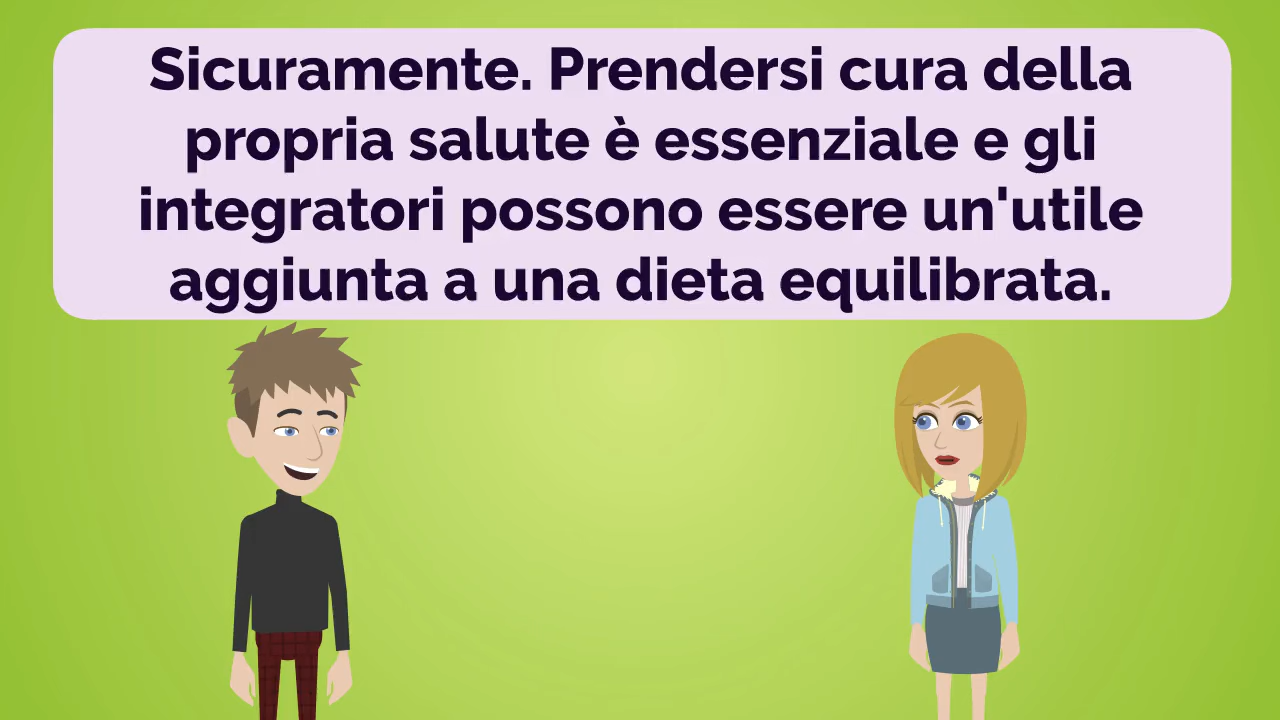 Sicuramente. Prendersi cura della
propria salute è essenziale e gli
integratori possono essere un'utile
aggiunta a una dieta equilibrata.